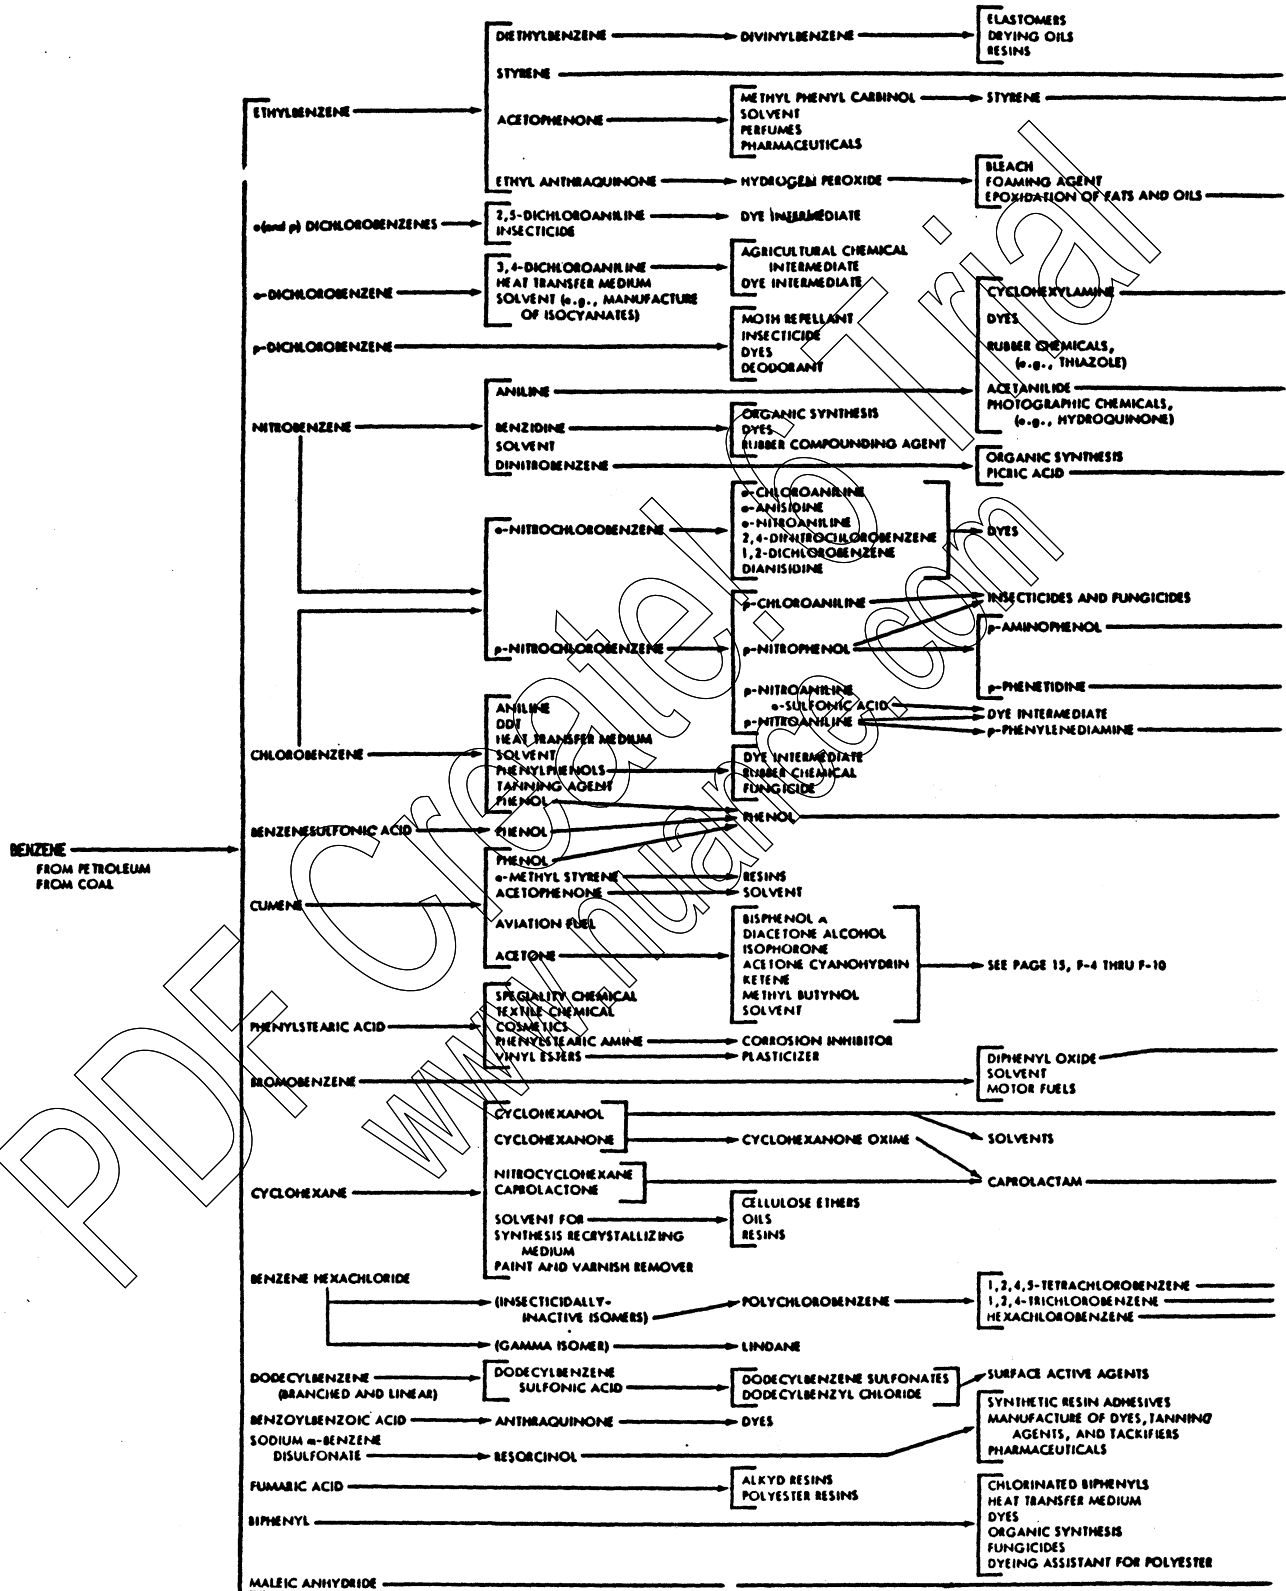 DIETHYLBENZENE DIVINYLBENZENE ELASTOMERS
DRYING OILS
RESINS
STYRENE
ETHYLBENZENE
ACETOPHENONE
METHYL PHENYL CARBINOL STYRENE
SOLVENT
PERFUMES
PHARMACEUTICALS
ETHYL ANTHRAQUINONE HYDROGEN PEROXIDE
BLEACH
FOAMING AGENT
EPOXIDATION OF FATS AND OILS
o(and p) DICHLOROBENZENES
2,5-DICHLOROANILINE DYE INTERMEDIATE
INSECTICIDE
o-DICHLOROBENZENE
3,4-DICHLOROANILINE
HEAT TRANSFER MEDIUM
SOLVENT (e.g., MANUFACTURE
OF ISOCYANATES)
AGRICULTURAL CHEMICAL
INTERMEDIATE
DYE INTERMEDIATE
p-DICHLOROBENZENE
MOTH REPELLANT
INSECTICIDE
DYES
DEODORANT
CYCLOHEXYLAMINE
DYES
RUBBER CHEMICALS,
(e.g., THIAZOLE)
ACETANILIDE
PHOTOGRAPHIC CHEMICALS,
(e.g., HYDROQUINONE)
NITROBENZENE
ANILINE
BENZIDINE
SOLVENT
DINITROBENZENE
ORGANIC SYNTHESIS
DYES
RUBBER COMPOUNDING AGENT
ORGANIC SYNTHESIS
PICRIC ACID
o-NITROCHLOROBENZENE
o-CHLOROANILINE
o-ANISIDINE
o-NITROANILINE
2,4-DINITROCHLOROBENZENE
1,2-DICHLOROBENZENE
DIANISIDINE
DYES
p-NITROCHLOROBENZENE
p-CHLOROANILINE
p-NITROPHENOL
p-NITROANILINE
o-SULFONIC ACID
p-NITROANILINE
INSECTICIDES AND FUNGICIDES
p-AMINOPHENOL
p-PHENETIDINE
DYE INTERMEDIATE
p-PHENYLENEDIAMINE
CHLOROBENZENE
ANILINE
DDT
HEAT TRANSFER MEDIUM
SOLVENT
PHENYLPHENOLS
TANNING AGENT
PHENOL
DYE INTERMEDIATE
RUBBER CHEMICAL
FUNGICIDE
PHENOL
BENZENESULFONIC ACID PHENOL
BENZENE
FROM PETROLEUM
FROM COAL
CUMENE
PHENOL
α-METHYL STYRENE RESINS
ACETOPHENONE SOLVENT
AVIATION FUEL
ACETONE
BISPHENOL A
DIACETONE ALCOHOL
ISOPHORONE
ACETONE CYANOHYDRIN
KETENE
METHYL BUTYNOL
SOLVENT
SEE PAGE 15, F-4 THRU F-10
PHENYLSTEARIC ACID
SPECIALITY CHEMICAL
TEXTILE CHEMICAL
COSMETICS
PHENYLSTEARIC AMINE CORROSION INHIBITOR
VINYL ESTERS PLASTICIZER
BROMOBENZENE
DIPHENYL OXIDE
SOLVENT
MOTOR FUELS
CYCLOHEXANE
CYCLOHEXANOL
CYCLOHEXANONE CYCLOHEXANONE OXIME SOLVENTS
NITROCYCLOHEXANE
CAPROLACTONE
CAPROLACTAM
SOLVENT FOR
SYNTHESIS RECRYSTALLIZING
MEDIUM
PAINT AND VARNISH REMOVER
CELLULOSE ETHERS
OILS
RESINS
BENZENE HEXACHLORIDE
(INSECTICIDALLY-
INACTIVE ISOMERS)
POLYCHLOROBENZENE
1,2,4,5-TETRACHLOROBENZENE
1,2,4-TRICHLOROBENZENE
HEXACHLOROBENZENE
(GAMMA ISOMER) LINDANE
DODECYLBENZENE
(BRANCHED AND LINEAR)
DODECYLBENZENE
SULFONIC ACID
DODECYLBENZENE SULFONATES
DODECYLBENZYL CHLORIDE
SURFACE ACTIVE AGENTS
BENZOYLBENZOIC ACID ANTHRAQUINONE DYES
SODIUM m-BENZENE
DISULFONATE RESORCINOL
SYNTHETIC RESIN ADHESIVES
MANUFACTURE OF DYES, TANNING
AGENTS, AND TACKIFIERS
PHARMACEUTICALS
FUMARIC ACID
ALKYD RESINS
POLYESTER RESINS
BIPHENYL
CHLORINATED BIPHENYLS
HEAT TRANSFER MEDIUM
DYES
ORGANIC SYNTHESIS
FUNGICIDES
DYEING ASSISTANT FOR POLYESTER
MALEIC ANHYDRIDE
PDF Create! 5 Trial
www.nuance.com